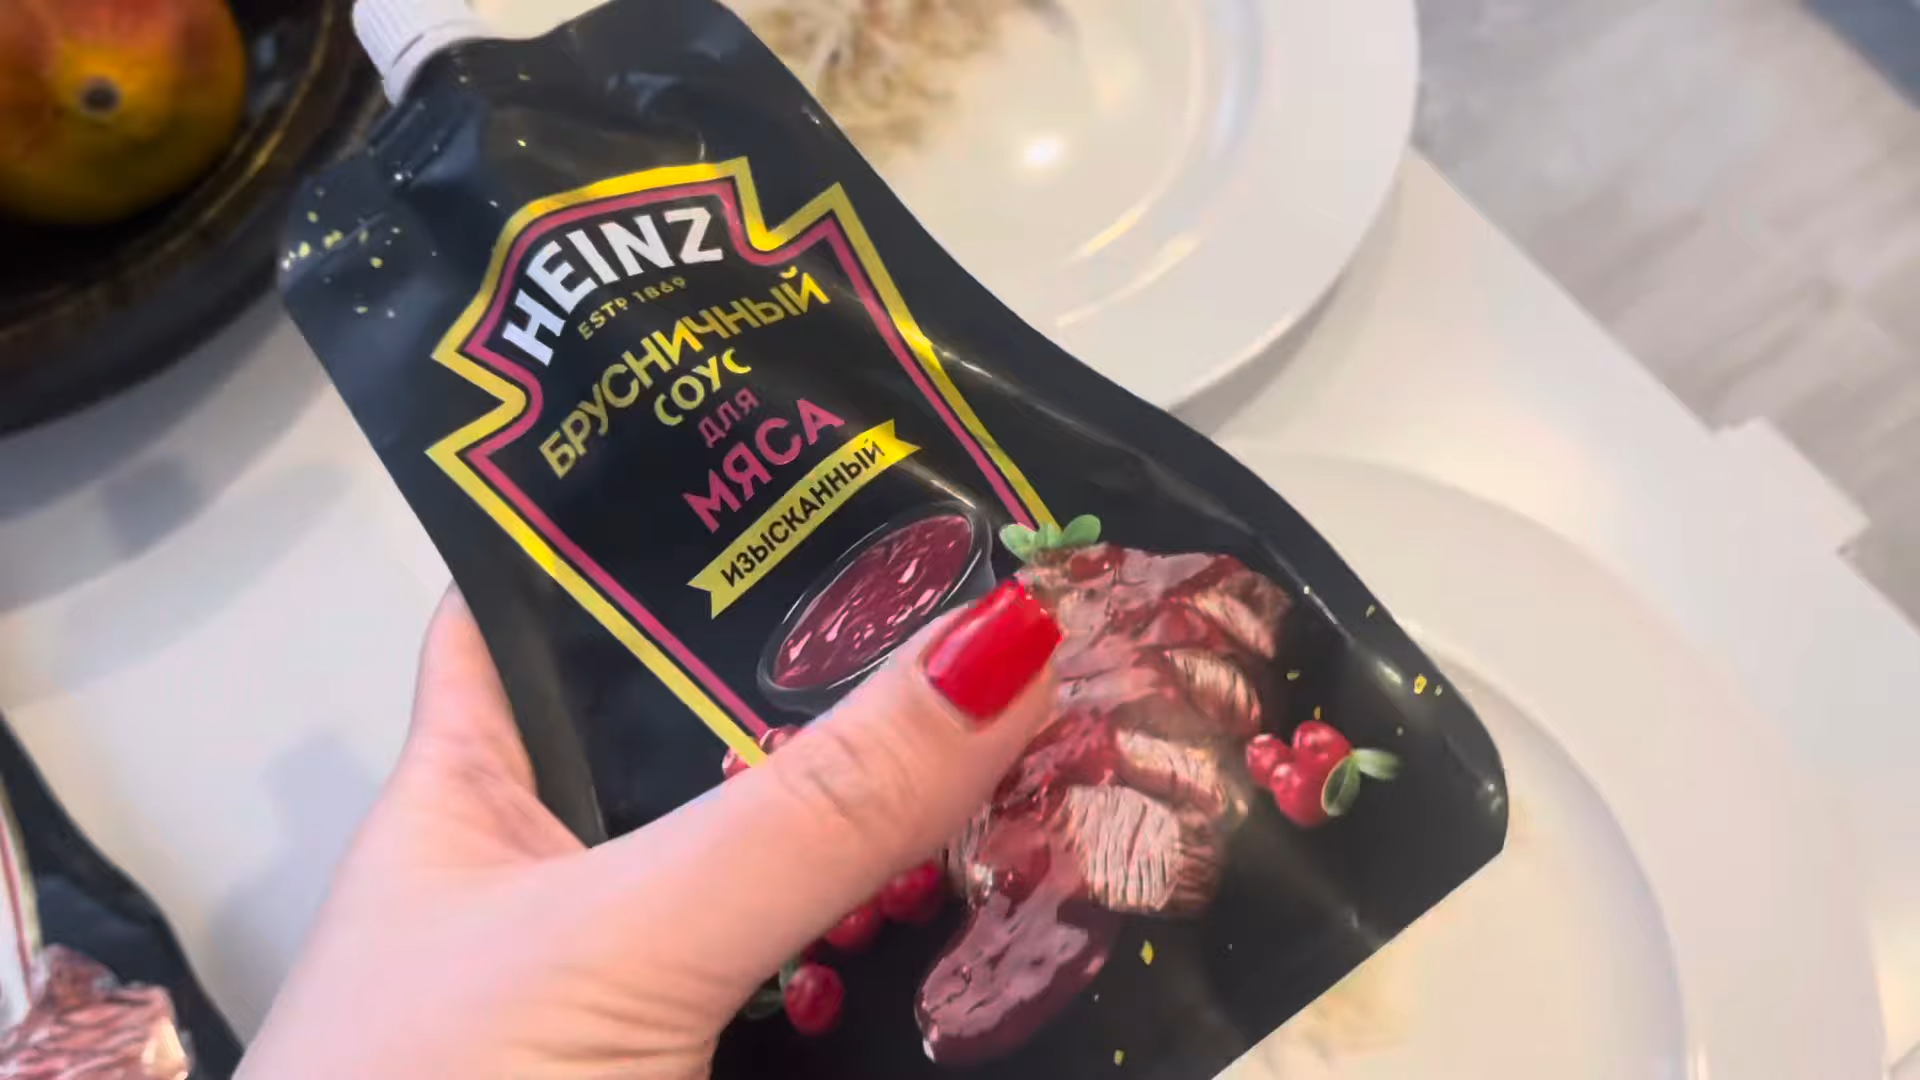 HEINZ
ESTD 1869
БРУСНИЧНЫЙ
СОУС
ДЛЯ
МЯСА
ИЗЫСКАННЫЙ